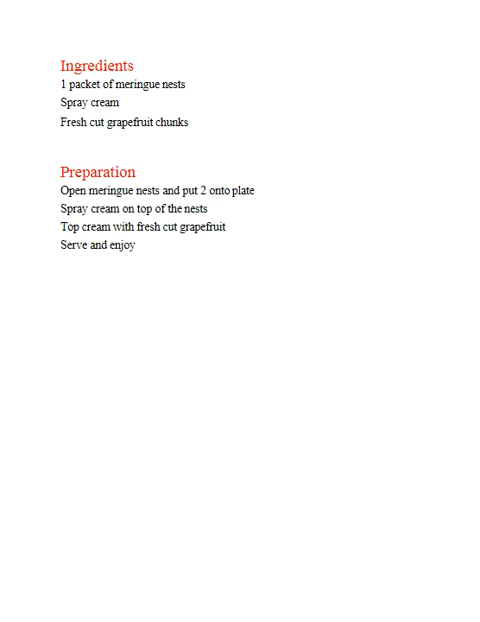 Ingredients
1 packet of meringue nests
Spray cream
Fresh cut grapefruit chunks
Preparation
Open meringue nests and put 2 onto plate
Spray cream on top of the nests
Top cream with fresh cut grapefruit
Serve and enjoy